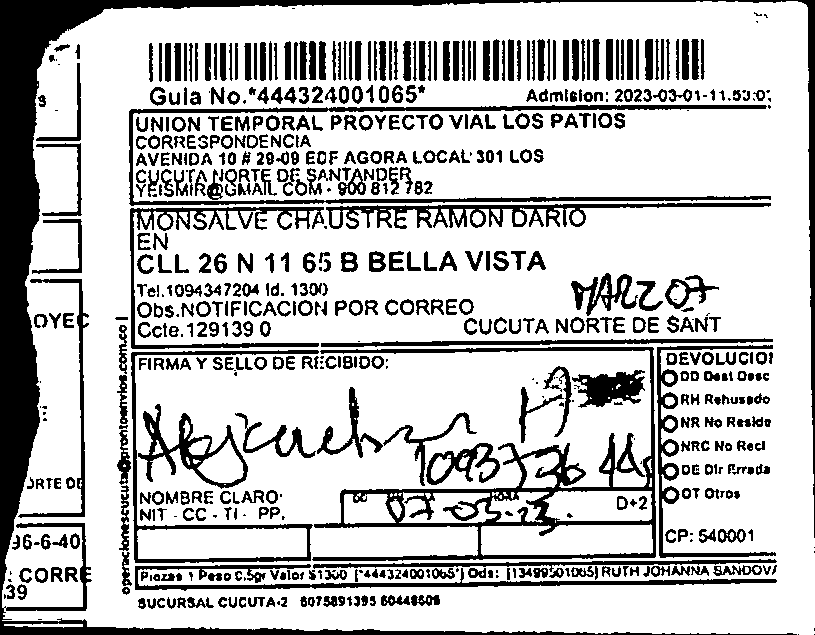 Guia No.*444324001065*
Admision: 2023-03-01-11.53:0
UNION TEMPORAL PROYECTO VIAL LOS PATIOS
CORRESPONDENCIA
AVENIDA 10 # 29-09 EDF AGORA LOCAL 301 LOS
CUCUTA NORTE DE SANTANDER
YEISMIR@GMAIL COM - 900 812 782
MONSALVE CHAUSTRE RAMON DARIO
EN
CLL 26 N 11 65 B BELLA VISTA
Tel.1094347204 Id. 1300
Obs.NOTIFICACION POR CORREO
MARZ 07
Ccte.129139 0
CUCUTA NORTE DE SANT
operacionescucuta@prontoenvios.com.co
FIRMA Y SELLO DE RECIBIDO:
1093736 44
NOMBRE CLARO
NIT - CC - TI - PP.
HORA
07-03-23.
D+2
DEVOLUCIO
DD Dest Desc
RH Rehusado
NR No Reside
NRC No Recl
DE Dir Errada
OT Otros
CP: 540001
Piezas 1 Peso 0.5gr Valor $1300 [*444324001065*] Ods: [13499501065] RUTH JOHANNA SANDOV
SUCURSAL CUCUTA-2 6075891395
OYEC
ORTE DE
96-6-40
: CORRE
39